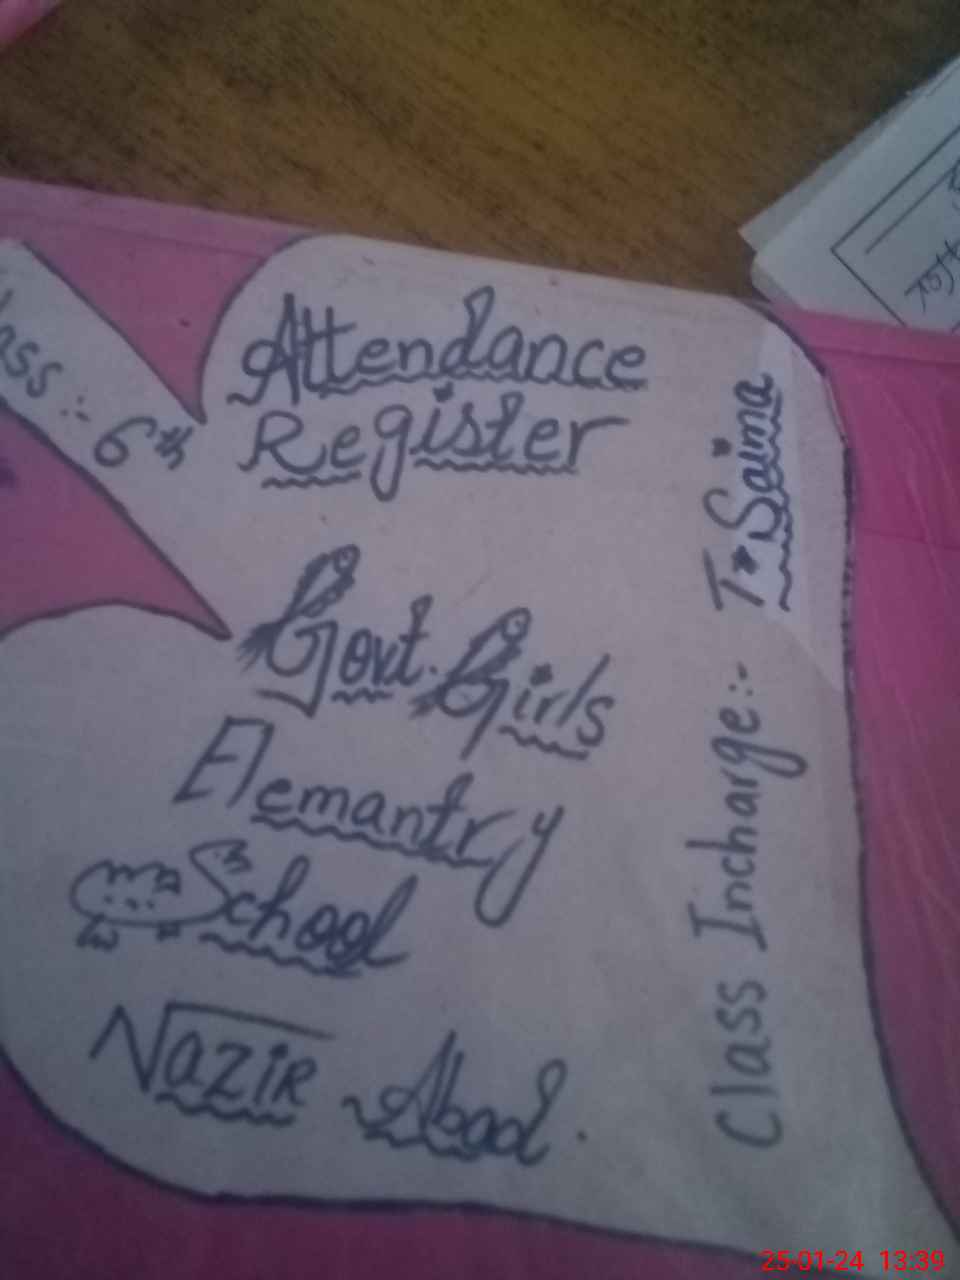 Class :- 6th
Attendance
Register
Govt. Girls
Elemantry
School
Nazir Abad.
Class Incharge:- T. Saima
25-01-24 13:39